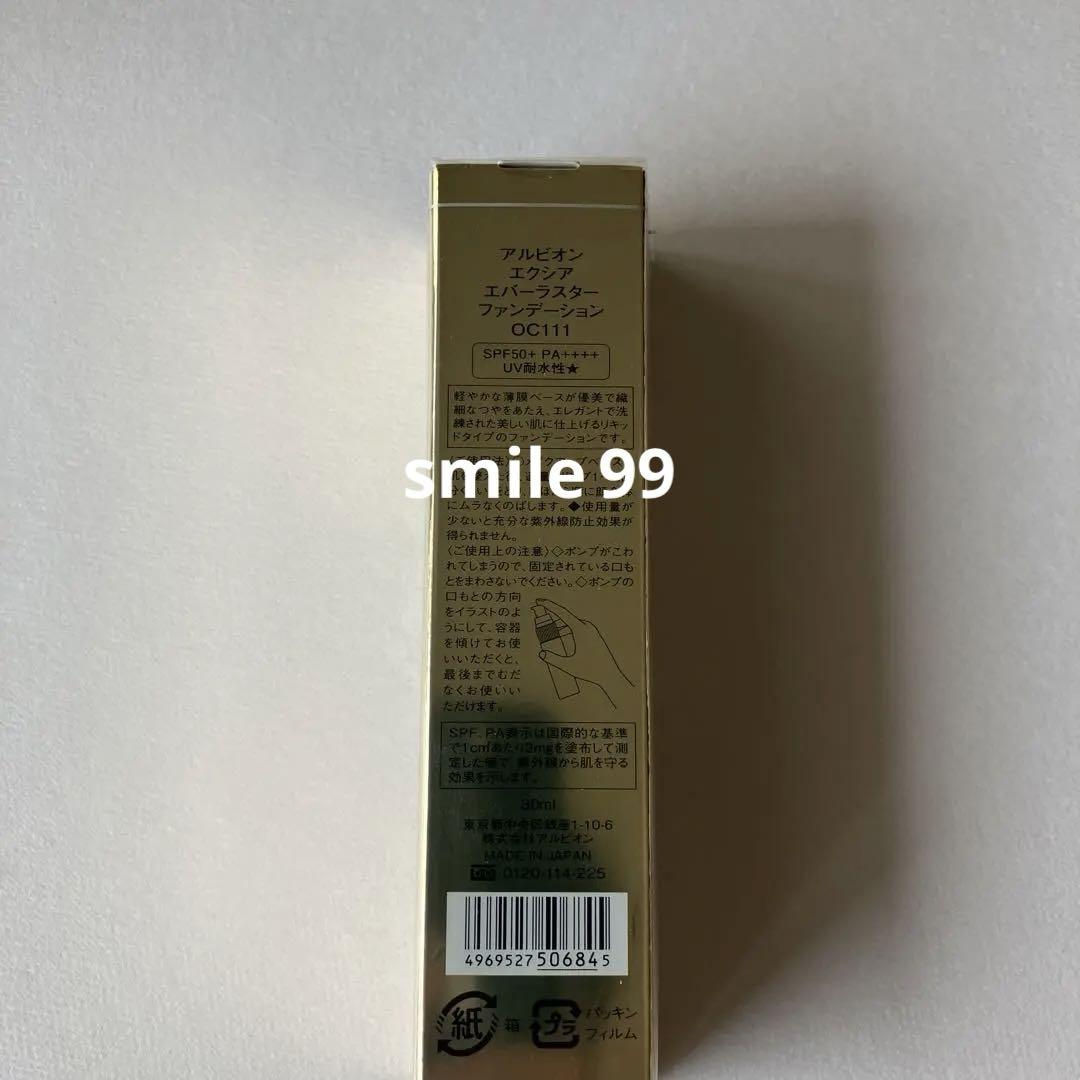 アルビオン
エクシア
エバーラスター
ファンデーション
OC111
SPF50+ PA++++
UV耐水性★
軽やかな薄膜ベースが優美で繊
細なつやをあたえ、エレガントで洗
練された美しい肌に仕上げるリキッ
ドタイプのファンデーションです。
smile 99
にムラなくのばします。◆使用量が
少ないと充分な紫外線防止効果が
得られません。
〈ご使用上の注意〉◇ポンプがこわ
れてしまうので、固定されている口も
とをまわさないでください。◇ポンプの
口もとの方向
をイラストのよ
うにして、容器
を傾けてお使
いいただくと、
最後までむだ
なくお使いい
ただけます。
SPF、PA表示は国際的な基準
で1cm²あたり2mgを塗布して測
定した値で、紫外線から肌を守る
効果を示します。
30ml
東京都中央区銀座1-10-6
株式会社アルビオン
MADE IN JAPAN
0120-114-225
4969527506845
紙 箱 プラ パッキン
フィルム